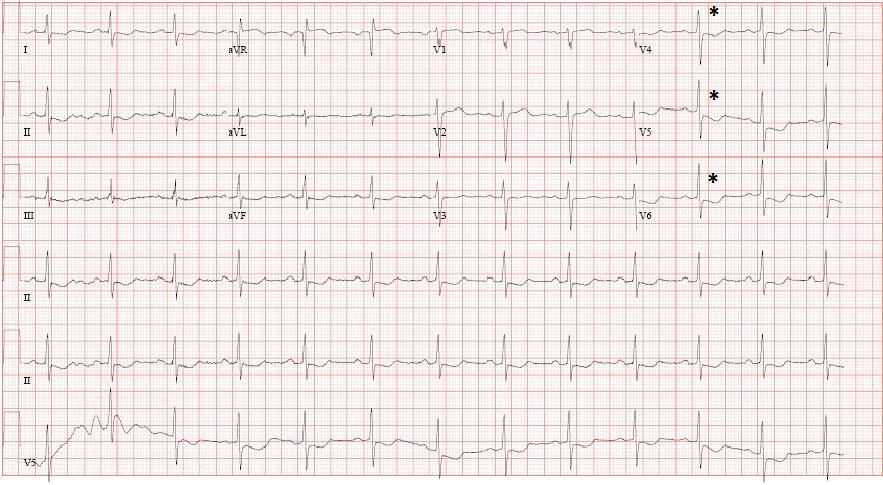 I aVR V1 V4 *
II aVL V2 V5 *
III aVF V3 V6 *
II
II
V5